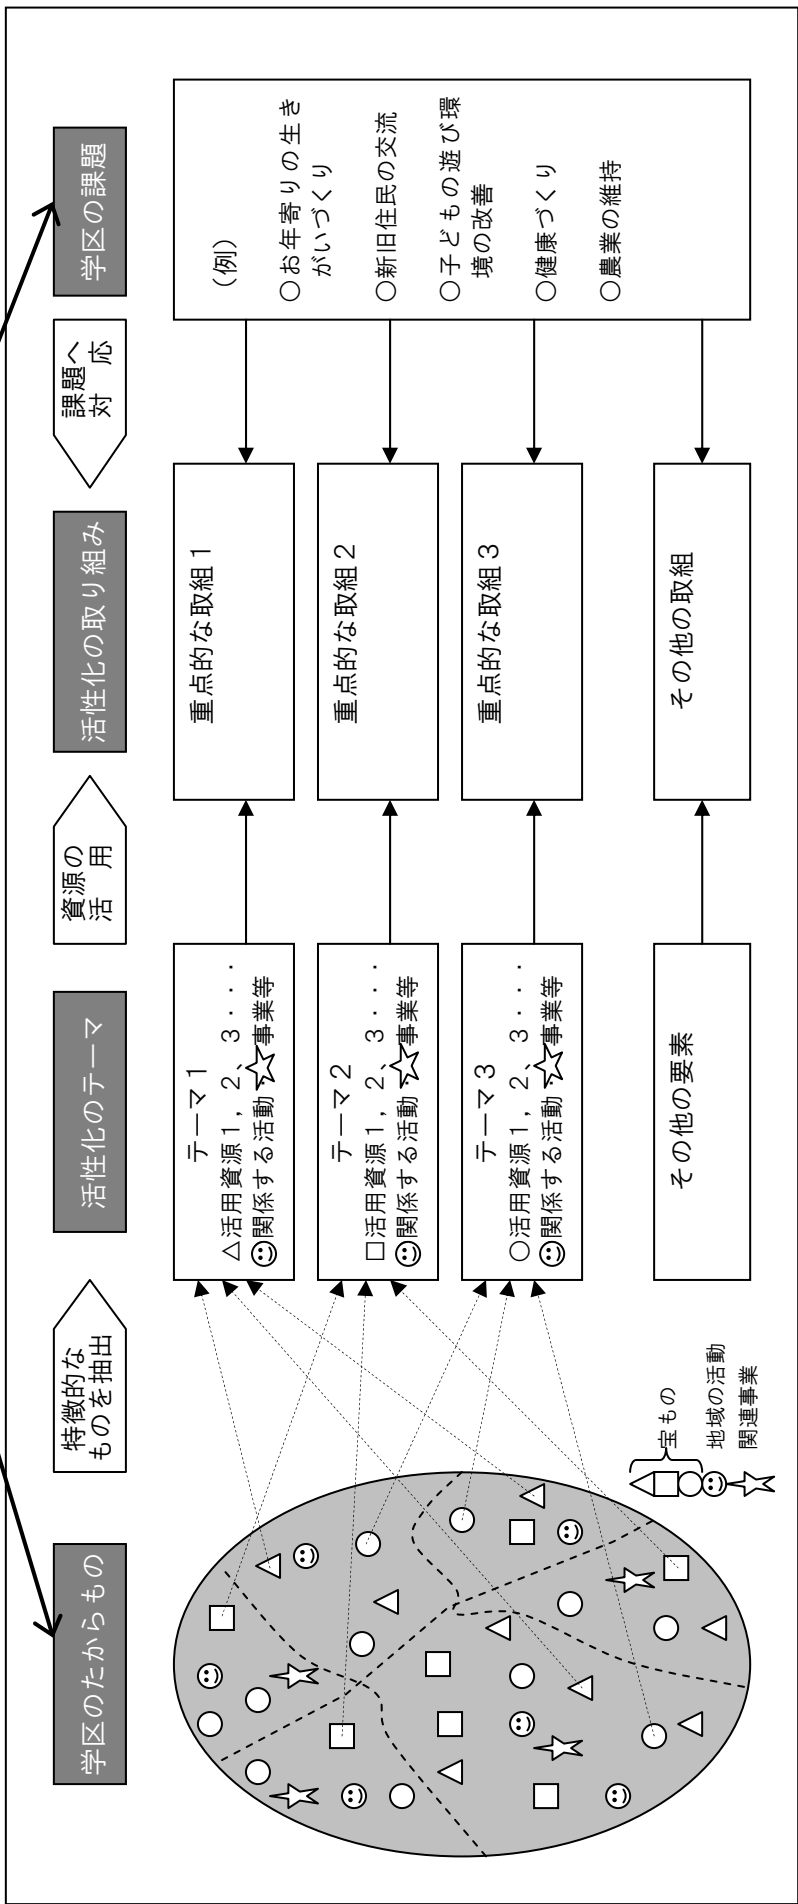 学区のたからもの
特徴的な
ものを抽出
活性化のテーマ
資源の
活　用
活性化の取り組み
課題へ
対　応
学区の課題
テーマ1
△活用資源1，2、3・・・
関係する活動・☆事業等
テーマ2
□活用資源1，2、3・・・
関係する活動・☆事業等
テーマ3
○活用資源1，2、3・・・
関係する活動・☆事業等
その他の要素
重点的な取組1
重点的な取組2
重点的な取組3
その他の取組
（例）
○お年寄りの生き
がいづくり
○新旧住民の交流
○子どもの遊び環
境の改善
○健康づくり
○農業の維持
宝もの
地域の活動
関連事業